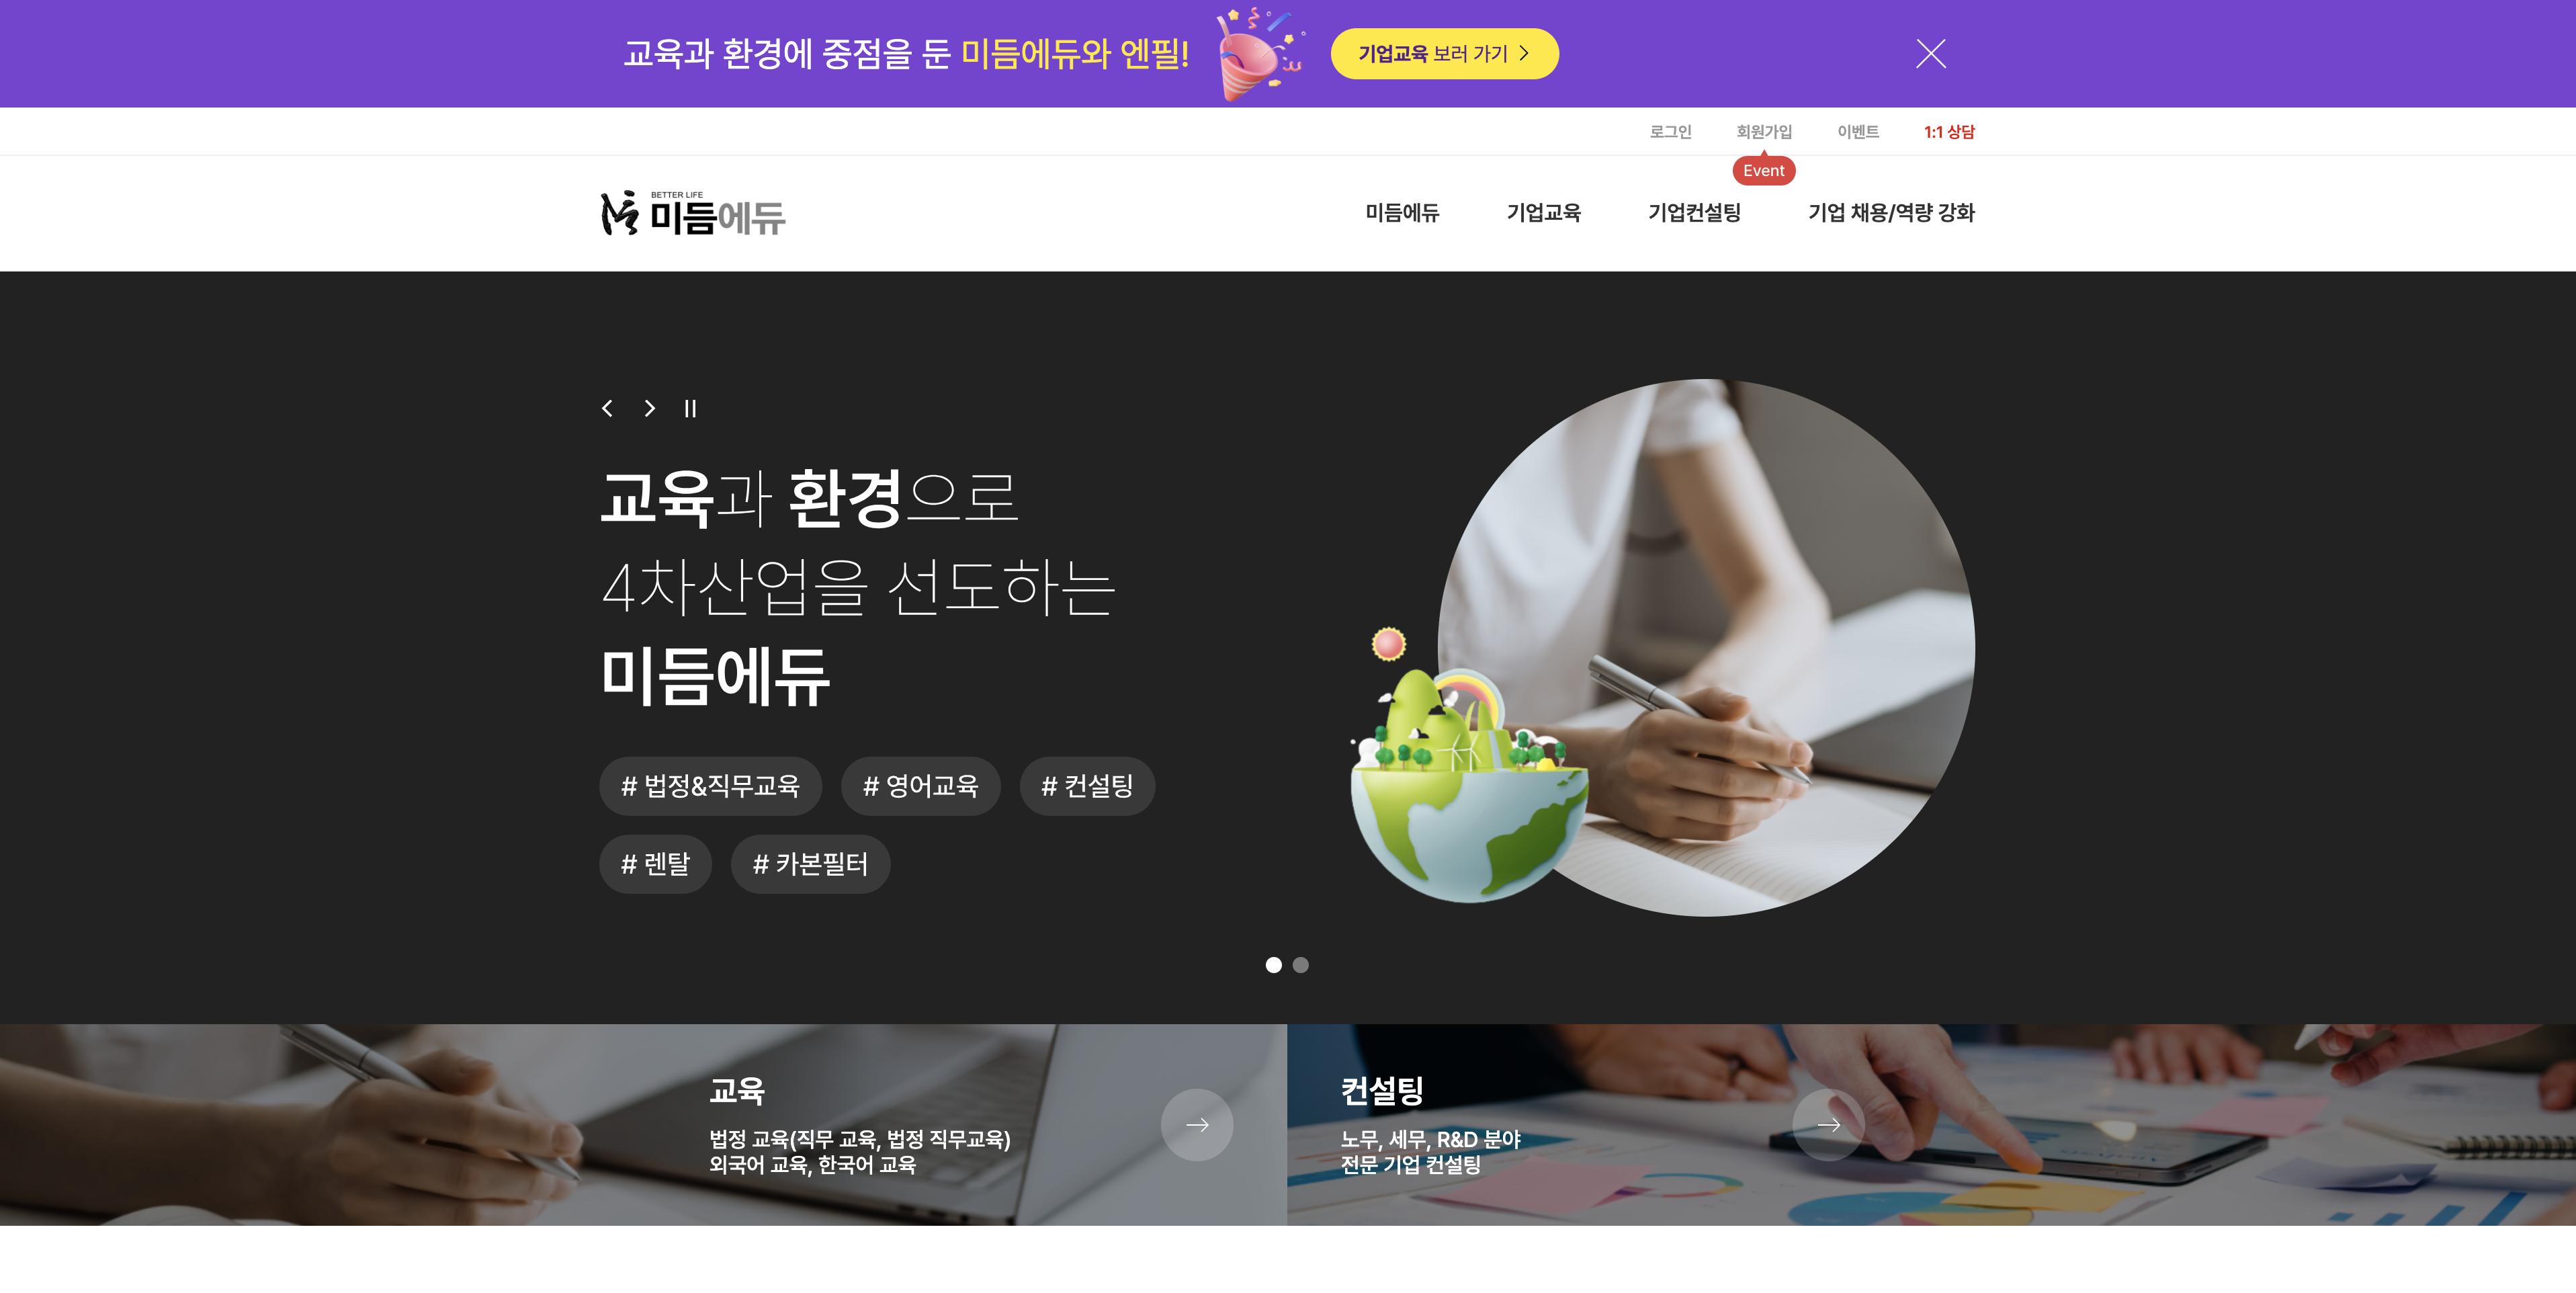 교육과 환경에 중점을 둔 미듬에듀와 엔필!
기업교육 보러 가기
로그인 회원가입 이벤트 1:1 상담
Event
BETTER LIFE
미듬에듀
미듬에듀 기업교육 기업컨설팅 기업 채용/역량 강화
교육과 환경으로
4차산업을 선도하는
미듬에듀
# 법정&직무교육 # 영어교육 # 컨설팅
# 렌탈 # 카본필터
교육
법정 교육(직무 교육, 법정 직무교육)
외국어 교육, 한국어 교육
컨설팅
노무, 세무, R&D 분야
전문 기업 컨설팅